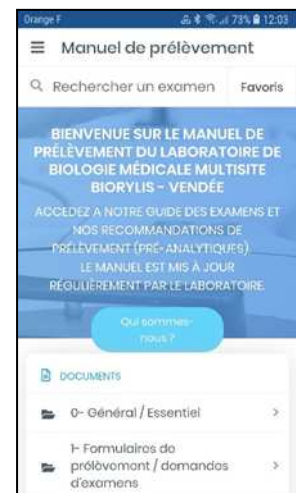 Orange F 73% 12:03
Manuel de prélèvement
Rechercher un examen Favoris
BIENVENUE SUR LE MANUEL DE
PRÉLÈVEMENT DU LABORATOIRE DE
BIOLOGIE MÉDICALE MULTISITE
BIORYLIS - VENDÉE
ACCEDEZ A NOTRE GUIDE DES EXAMENS ET
NOS RECOMMANDATIONS DE
PRÉLÈVEMENT (PRÉ-ANALYTIQUES).
LE MANUEL EST MIS À JOUR
RÉGULIÈREMENT PAR LE LABORATOIRE.
Qui sommes-
nous ?
DOCUMENTS
0- Général / Essentiel
1- Formulaires de
prélèvement / demandes
d'examens